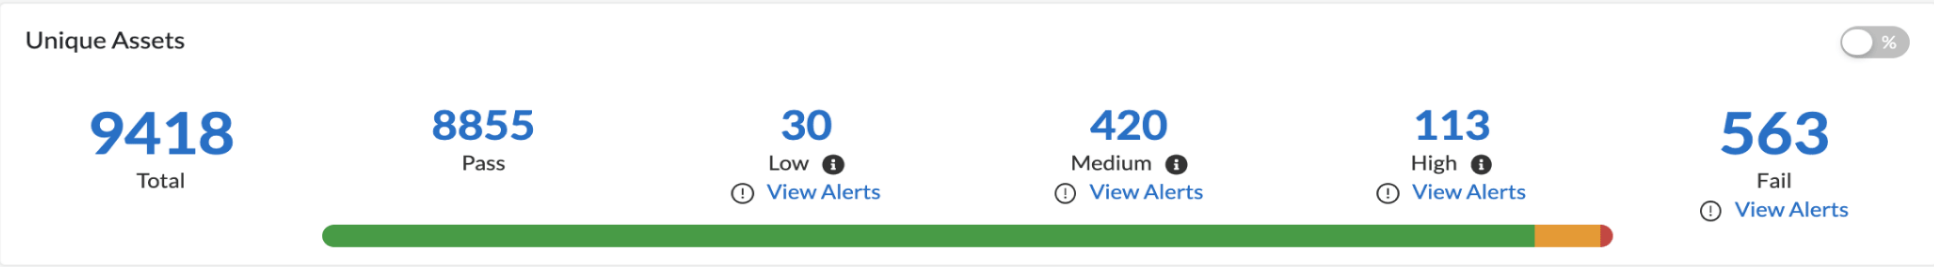 Unique Assets
%
9418
Total
8855
Pass
30
Low
View Alerts
420
Medium
View Alerts
113
High
View Alerts
563
Fail
View Alerts